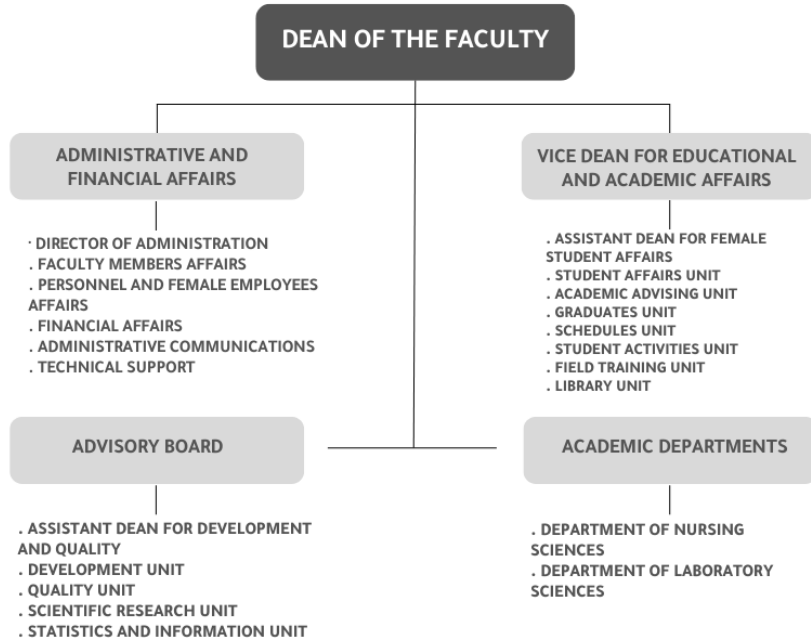 DEAN OF THE FACULTY
ADMINISTRATIVE AND
FINANCIAL AFFAIRS
· DIRECTOR OF ADMINISTRATION
. FACULTY MEMBERS AFFAIRS
. PERSONNEL AND FEMALE EMPLOYEES
AFFAIRS
. FINANCIAL AFFAIRS
. ADMINISTRATIVE COMMUNICATIONS
. TECHNICAL SUPPORT
VICE DEAN FOR EDUCATIONAL
AND ACADEMIC AFFAIRS
. ASSISTANT DEAN FOR FEMALE
STUDENT AFFAIRS
. STUDENT AFFAIRS UNIT
. ACADEMIC ADVISING UNIT
. GRADUATES UNIT
. SCHEDULES UNIT
. STUDENT ACTIVITIES UNIT
. FIELD TRAINING UNIT
. LIBRARY UNIT
ADVISORY BOARD
. ASSISTANT DEAN FOR DEVELOPMENT
AND QUALITY
. DEVELOPMENT UNIT
. QUALITY UNIT
. SCIENTIFIC RESEARCH UNIT
. STATISTICS AND INFORMATION UNIT
ACADEMIC DEPARTMENTS
. DEPARTMENT OF NURSING
SCIENCES
. DEPARTMENT OF LABORATORY
SCIENCES